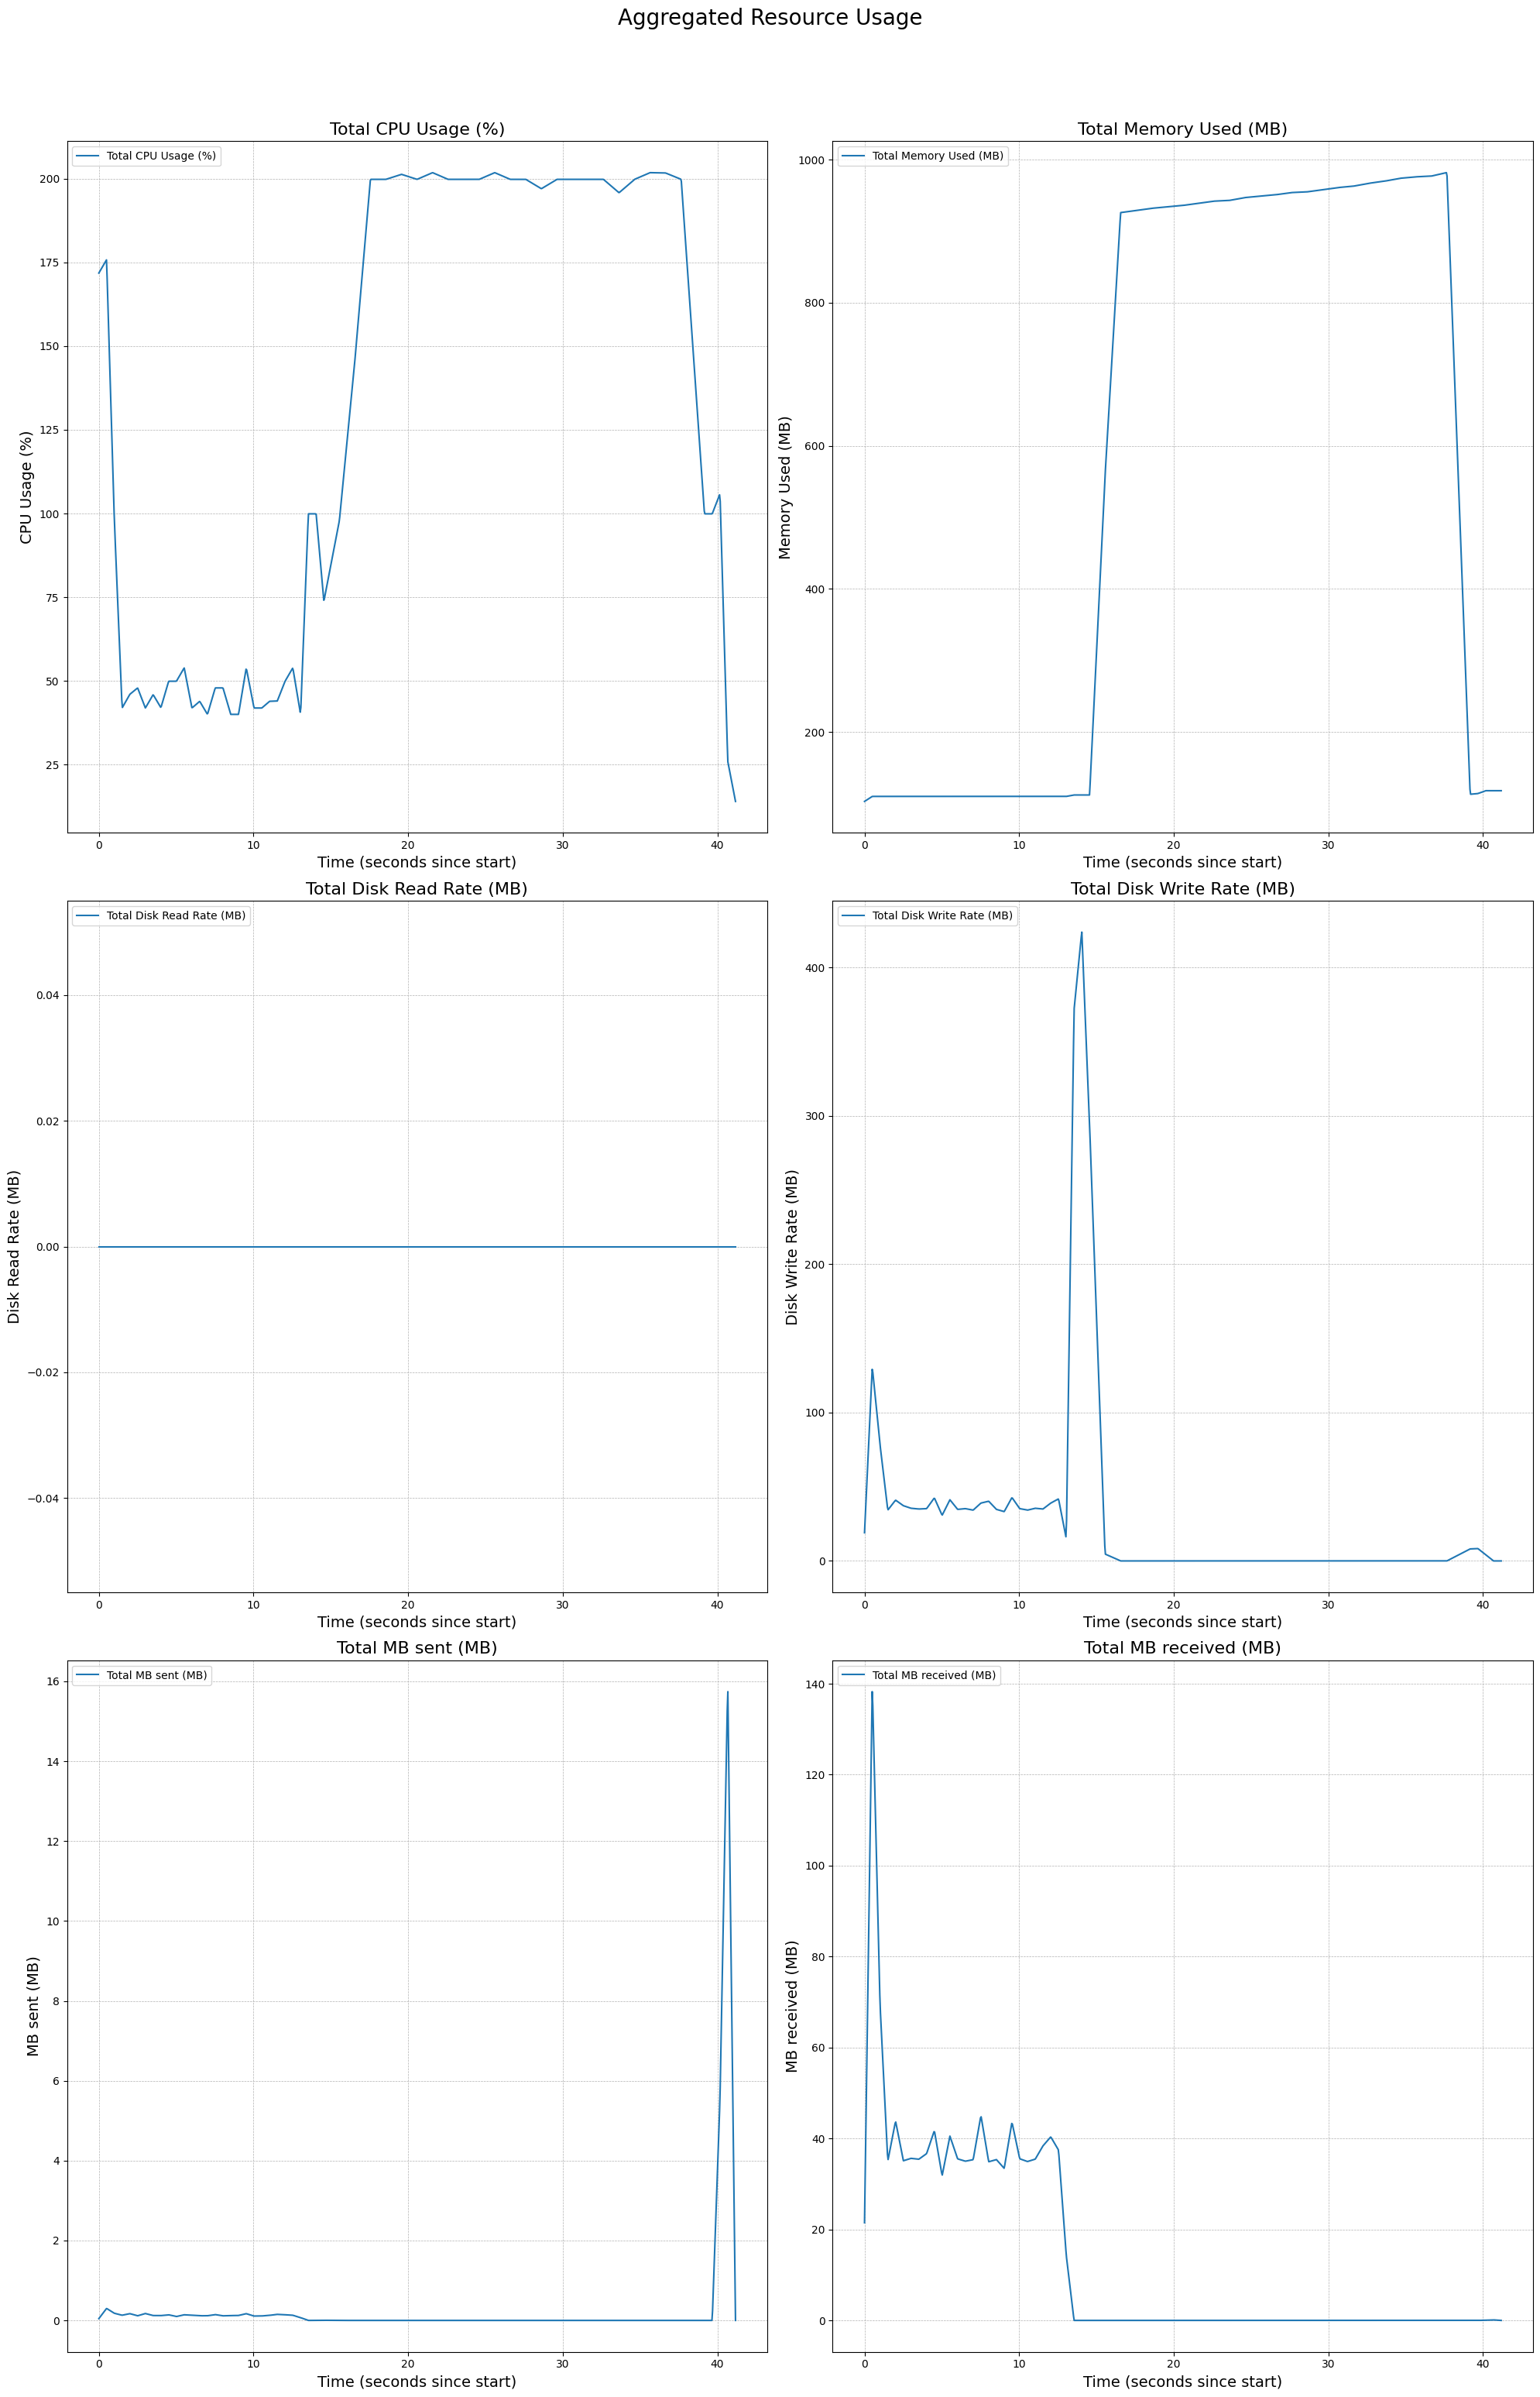 Aggregated Resource Usage
Total CPU Usage (%)
Total CPU Usage (%)
CPU Usage (%)
200
175
150
125
100
75
50
25
0
10
20
30
40
Time (seconds since start)
Total Memory Used (MB)
Total Memory Used (MB)
Memory Used (MB)
1000
800
600
400
200
0
10
20
30
40
Time (seconds since start)
Total Disk Read Rate (MB)
Total Disk Read Rate (MB)
Disk Read Rate (MB)
0.04
0.02
0.00
−0.02
−0.04
0
10
20
30
40
Time (seconds since start)
Total Disk Write Rate (MB)
Total Disk Write Rate (MB)
Disk Write Rate (MB)
400
300
200
100
0
0
10
20
30
40
Time (seconds since start)
Total MB sent (MB)
Total MB sent (MB)
MB sent (MB)
16
14
12
10
8
6
4
2
0
0
10
20
30
40
Time (seconds since start)
Total MB received (MB)
Total MB received (MB)
MB received (MB)
140
120
100
80
60
40
20
0
0
10
20
30
40
Time (seconds since start)